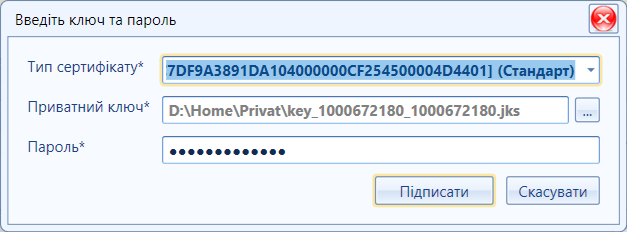 Введіть ключ та пароль
Тип сертифікату* 7DF9A3891DA104000000CF254500004D4401] (Стандарт)
Приватний ключ* D:\Home\Privat\key_1000672180_1000672180.jks ...
Пароль* ●●●●●●●●●●●●●
Підписати Скасувати